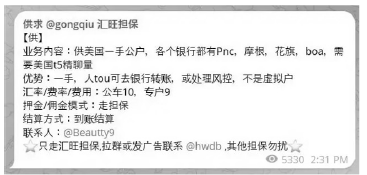 供求 @gongqiu 汇旺担保
【供】
业务内容：供美国一手公户，各个银行都有Pnc，摩根，花旗，boa，需
要美国t5精聊量
优势：一手，人tou可去银行转账，或处理风控，不是虚拟户
汇率/费率/费用：公车10，专户9
押金/佣金模式：走担保
结算方式：到账结算
联系人：@Beautty9
只走汇旺担保,拉群或发广告联系 @hwdb ,其他担保勿扰
5330 2:31 PM